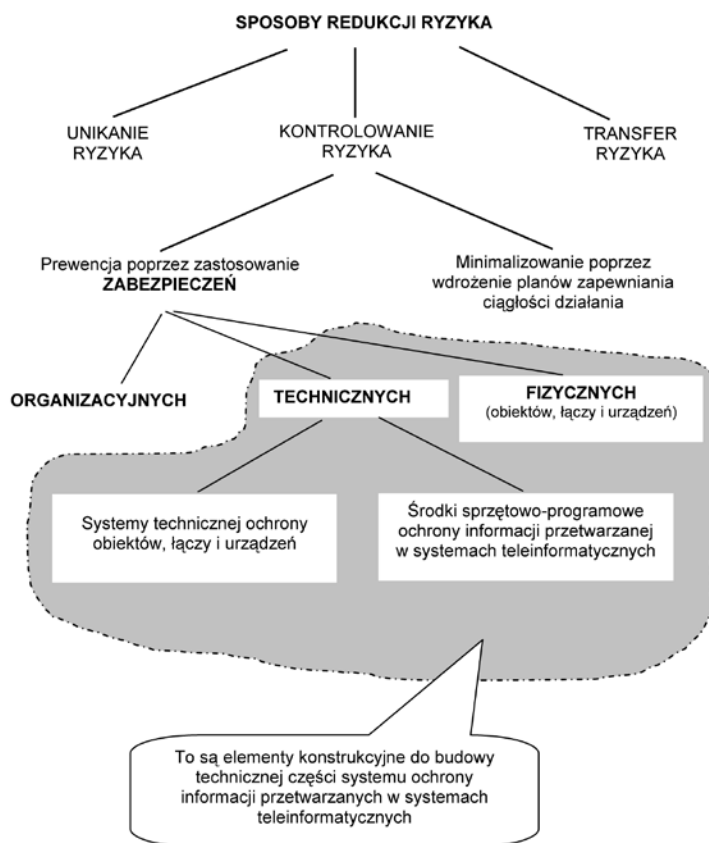 SPOSOBY REDUKCJI RYZYKA
UNIKANIE
RYZYKA
KONTROLOWANIE
RYZYKA
TRANSFER
RYZYKA
Prewencja poprzez zastosowanie
ZABEZPIECZEŃ
Minimalizowanie poprzez
wdrożenie planów zapewniania
ciągłości działania
ORGANIZACYJNYCH
TECHNICZNYCH
FIZYCZNYCH
(obiektów, łączy i urządzeń)
Systemy technicznej ochrony
obiektów, łączy i urządzeń
Środki sprzętowo-programowe
ochrony informacji przetwarzanej
w systemach teleinformatycznych
To są elementy konstrukcyjne do budowy
technicznej części systemu ochrony
informacji przetwarzanych w systemach
teleinformatycznych